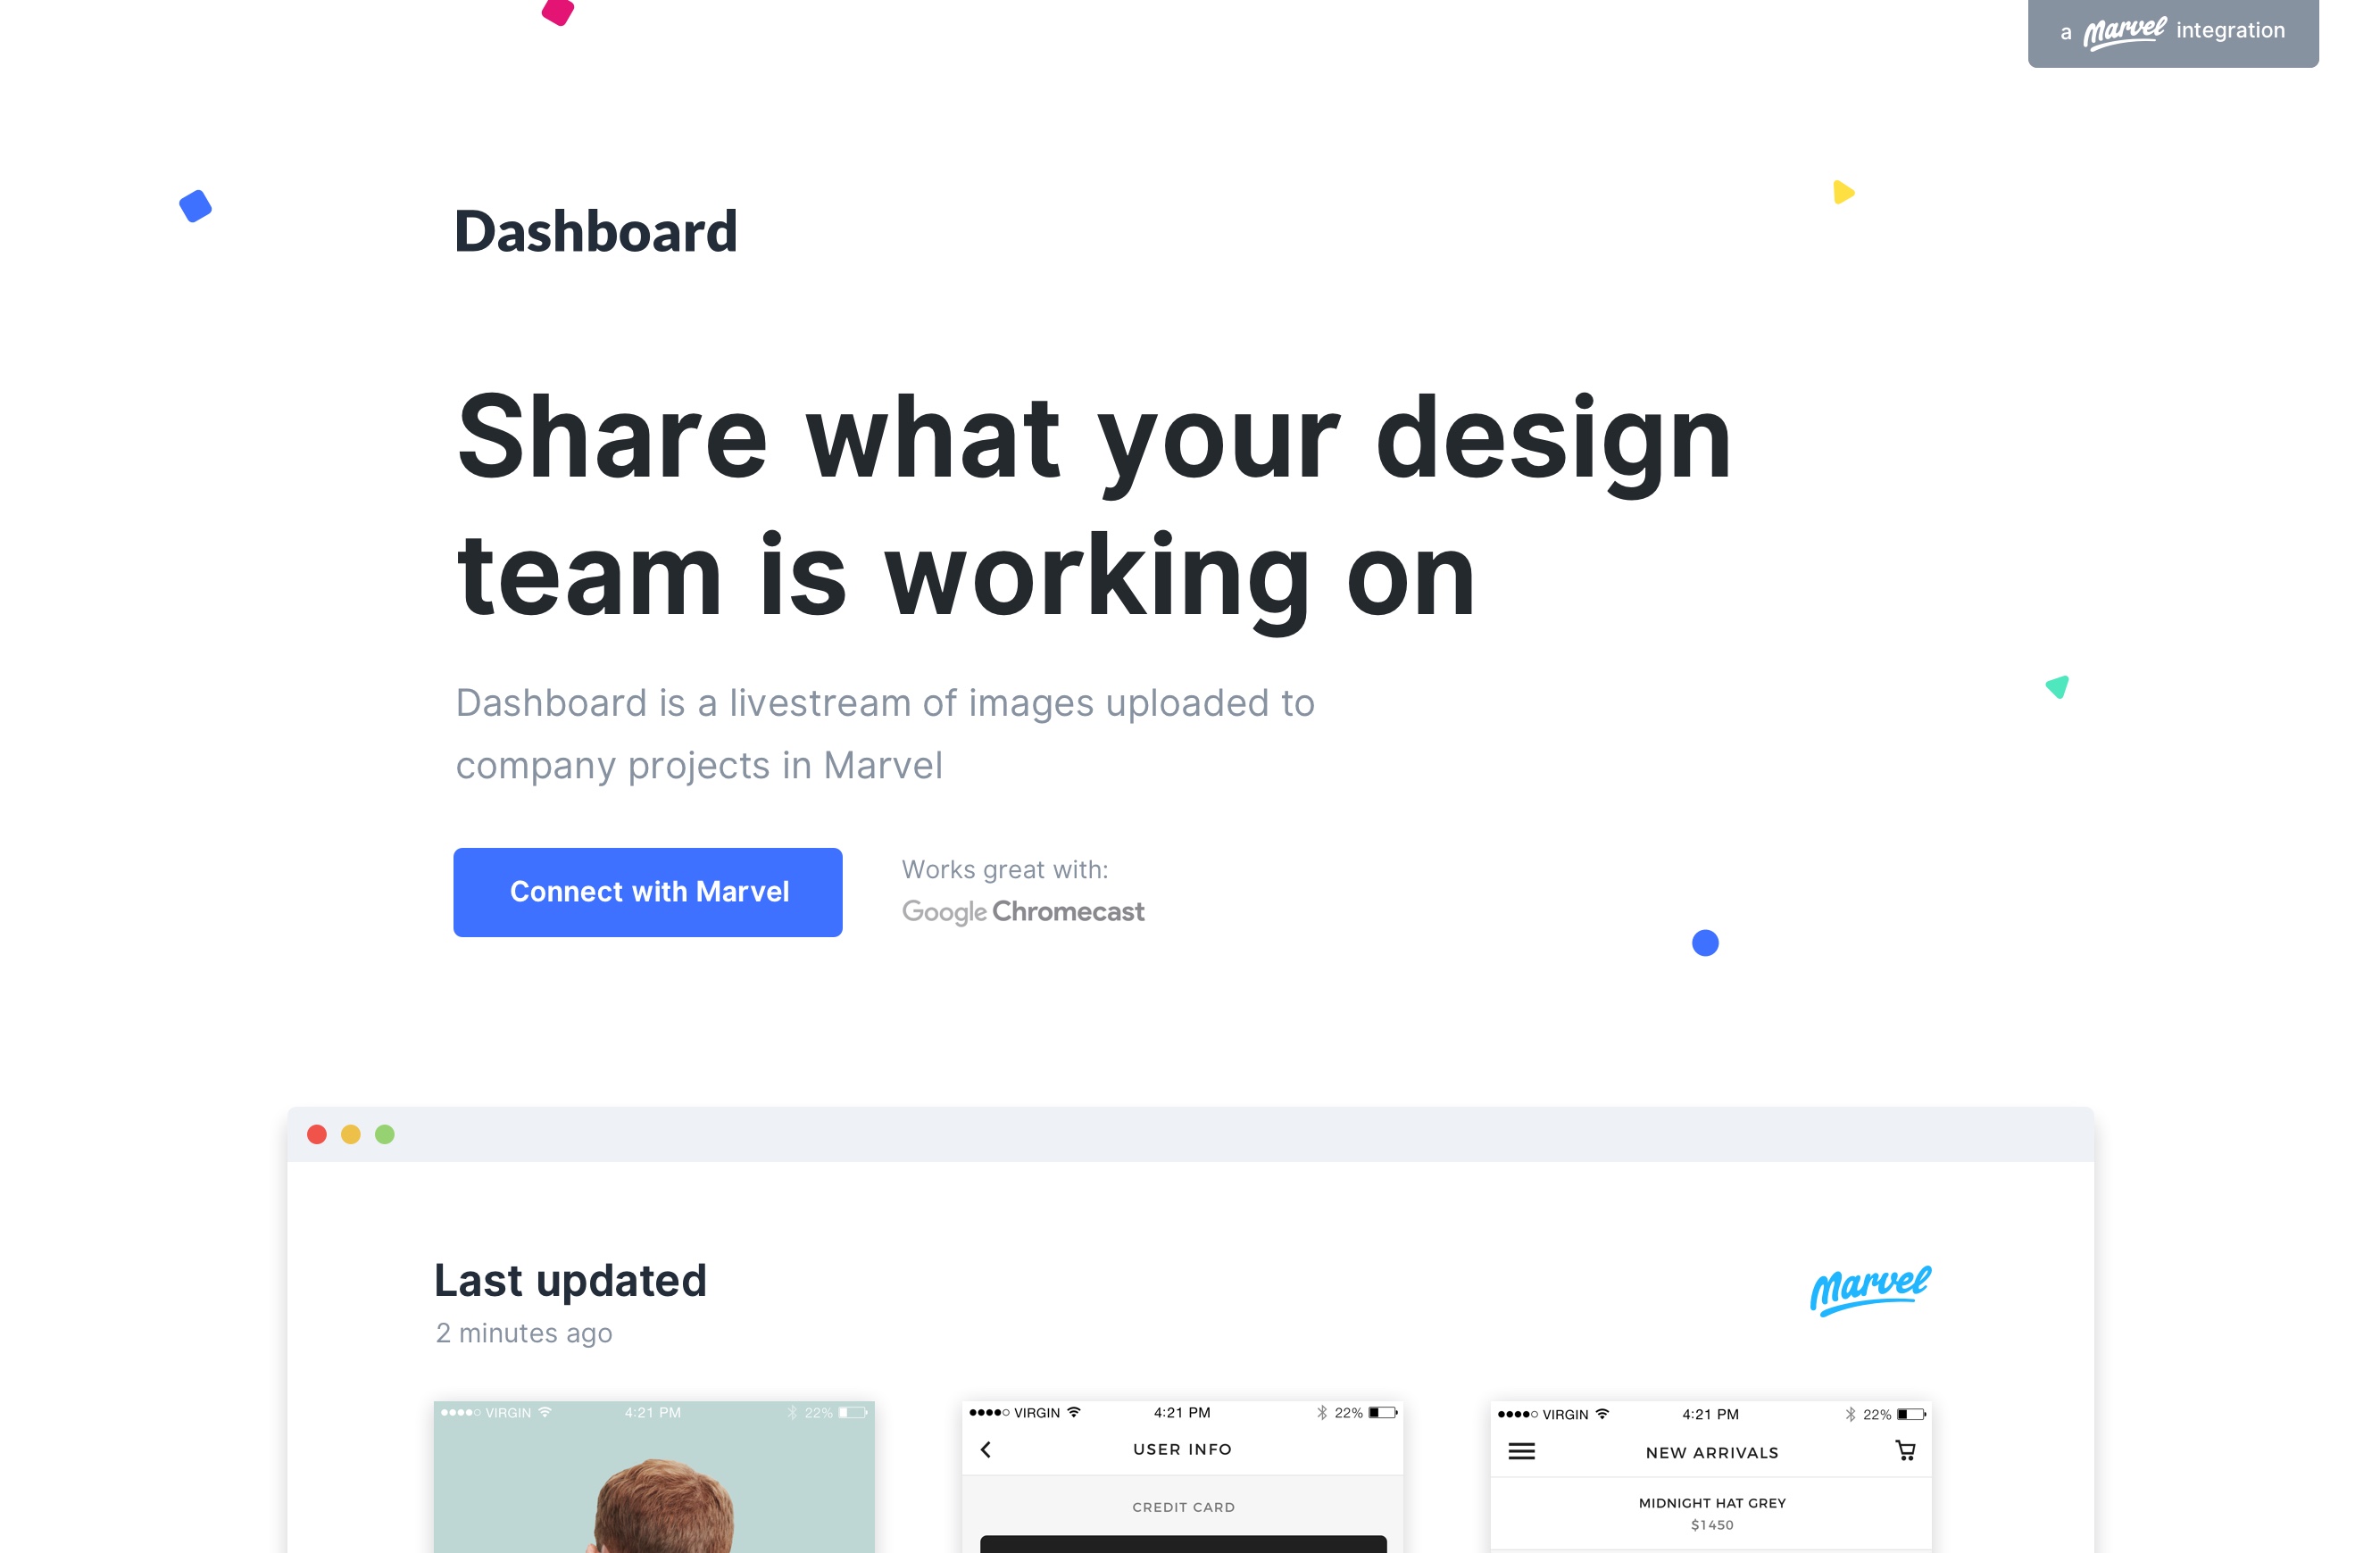 a Marvel integration
Dashboard
Share what your design
team is working on
Dashboard is a livestream of images uploaded to
company projects in Marvel
Connect with Marvel
Works great with:
Google Chromecast
Last updated
2 minutes ago
Marvel
VIRGIN 4:21 PM 22%
VIRGIN 4:21 PM 22%
USER INFO
CREDIT CARD
VIRGIN 4:21 PM 22%
NEW ARRIVALS
MIDNIGHT HAT GREY
$1450